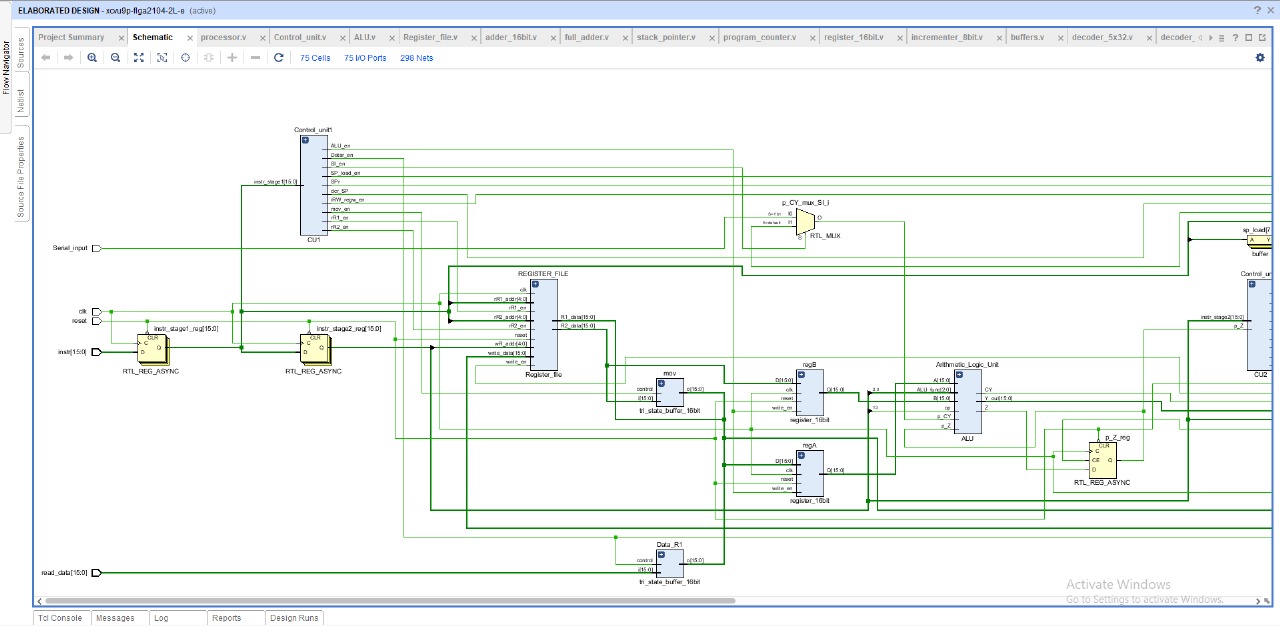 ELABORATED DESIGN - xcvu9p-flga2104-2L-e (active)
Flow Navigator
Sources
Netlist
Source File Properties
Project Summary
Schematic
processor.v
Control_unit.v
ALU.v
Register_file.v
adder_16bit.v
full_adder.v
stack_pointer.v
program_counter.v
register_16bit.v
incrementer_8bit.v
buffers.v
decoder_5x32.v
decoder_
75 Cells
75 I/O Ports
298 Nets
Control_unit1
ALU_en
SI_en
SP_load_en
SPr
dcr_SP
mov_en
rR1_en
rR2_en
instr_stage1[15:0]
CU1
p_CY_mux_SI_i
I0
I1
O
S
RTL_MUX
Serial_input
sp_load[7
A Y
buffer
REGISTER_FILE
clk
rR1_addr[4:0]
rR1_en
rR2_addr[4:0]
rR2_en
reset
wR_addr[4:0]
write_data[15:0]
write_en
R1_data[15:0]
R2_data[15:0]
Register_file
clk
reset
instr[15:0]
instr_stage1_reg[15:0]
CLR
C
D
Q
RTL_REG_ASYNC
instr_stage2_reg[15:0]
CLR
C
D
Q
RTL_REG_ASYNC
Control_ur
instr_stage2[15:0]
p_Z
CU2
mov
control
i[15:0]
o[15:0]
tri_state_buffer_16bit
regB
D[15:0]
clk
reset
write_en
D[15:0]
register_16bit
Arithmetic_Logic_Unit
A[15:0]
ALU_func[2:0]
B[15:0]
p_CY
p_Z
CY
Y_out[15:0]
Z
ALU
regA
D[15:0]
clk
reset
write_en
D[15:0]
register_16bit
p_Z_reg
CLR
C
CE
D
Q
RTL_REG_ASYNC
Data_R1
control
i[15:0]
o[15:0]
tri_state_buffer_16bit
read_data[15:0]
Activate Windows
Go to Settings to activate Windows.
Tcl Console
Messages
Log
Reports
Design Runs